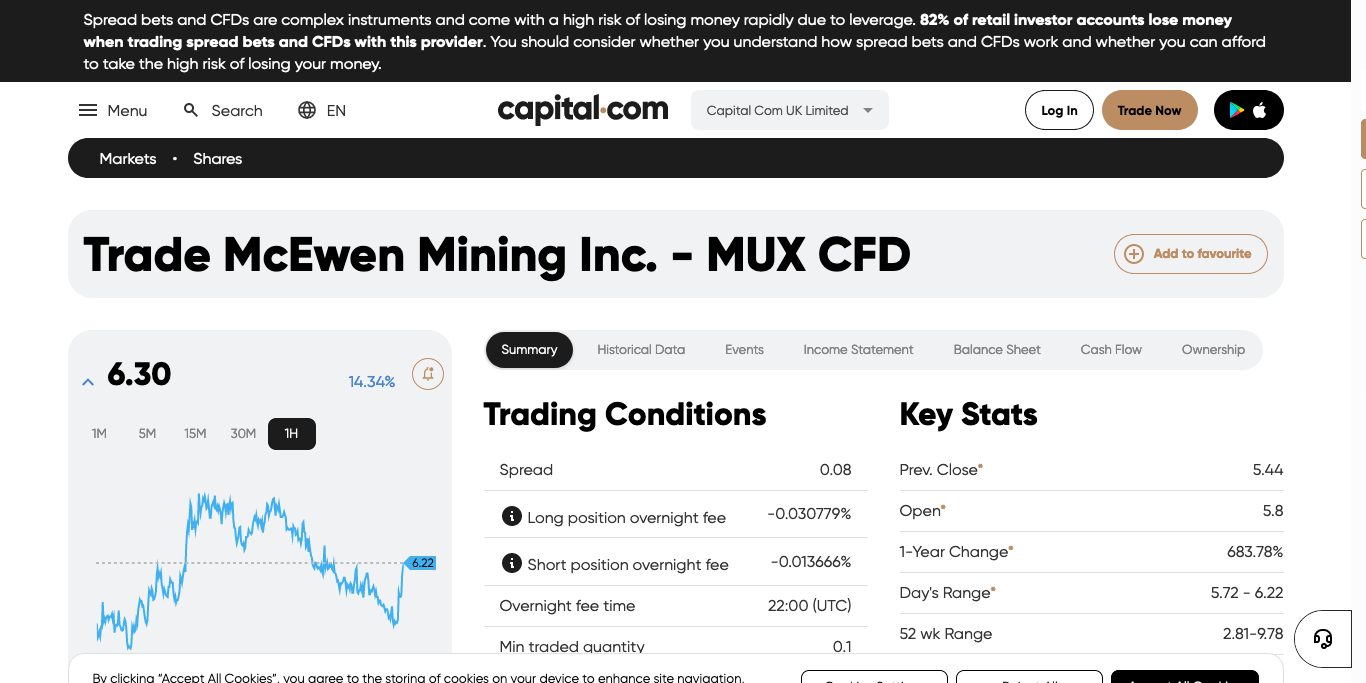 Spread bets and CFDs are complex instruments and come with a high risk of losing money rapidly due to leverage. 82% of retail investor accounts lose money
when trading spread bets and CFDs with this provider. You should consider whether you understand how spread bets and CFDs work and whether you can afford
to take the high risk of losing your money.
Menu
Search
EN
capital.com
Capital Com UK Limited
Log In
Trade Now
Markets • Shares
Trade McEwen Mining Inc. - MUX CFD
Add to favourite
6.30
14.34%
1M 5M 15M 30M 1H
6.22
Summary Historical Data Events Income Statement Balance Sheet Cash Flow Ownership
Trading Conditions
Spread 0.08
Long position overnight fee -0.030779%
Short position overnight fee -0.013666%
Overnight fee time 22:00 (UTC)
Min traded quantity 0.1
Key Stats
Prev. Close 5.44
Open 5.8
1-Year Change 683.78%
Day's Range 5.72 - 6.22
52 wk Range 2.81-9.78
By clicking “Accept All Cookies”, you agree to the storing of cookies on your device to enhance site navigation,